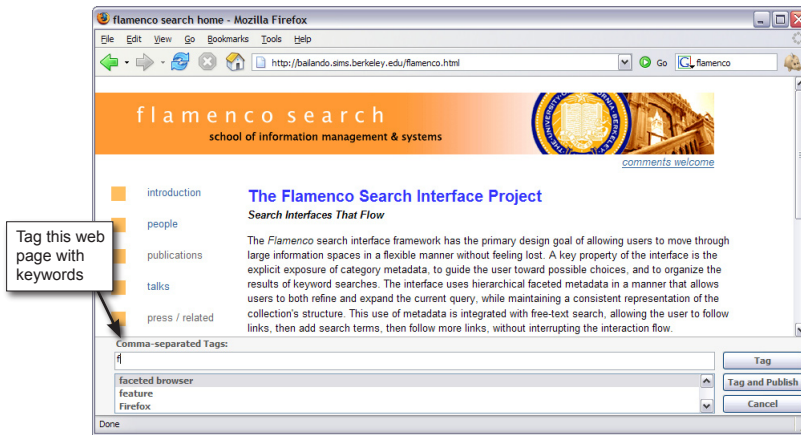 flamenco search home - Mozilla Firefox
File Edit View Go Bookmarks Tools Help
http://bailando.sims.berkeley.edu/flamenco.html Go flamenco
flamenco search
school of information management & systems
comments welcome
introduction
people
publications
talks
press / related
The Flamenco Search Interface Project
Search Interfaces That Flow
The Flamenco search interface framework has the primary design goal of allowing users to move through
large information spaces in a flexible manner without feeling lost. A key property of the interface is the
explicit exposure of category metadata, to guide the user toward possible choices, and to organize the
results of keyword searches. The interface uses hierarchical faceted metadata in a manner that allows
users to both refine and expand the current query, while maintaining a consistent representation of the
collection's structure. This use of metadata is integrated with free-text search, allowing the user to follow
links, then add search terms, then follow more links, without interrupting the interaction flow.
Tag this web
page with
keywords
Comma-separated Tags:
f
Tag
faceted browser
feature
Firefox
Tag and Publish
Cancel
Done